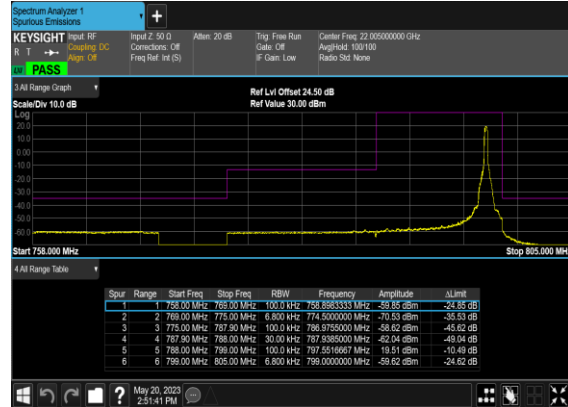 Spectrum Analyzer 1
Spurious Emissions
KEYSIGHT Input: RF Input Z: 50 Ω Atten: 20 dB Trig: Free Run Center Freq: 22.005000000 GHz
R T Coupling: DC Corrections: Off Gate: Off Avg|Hold: 100/100
Align: Off Freq Ref: Int (S) IF Gain: Low Radio Std: None
PASS
3 All Range Graph
Ref Lvl Offset 24.50 dB
Scale/Div 10.0 dB Ref Value 30.00 dBm
Log
20.0
10.0
0.00
-10.0
-20.0
-30.0
-40.0
-50.0
-60.0
Start 758.000 MHz Stop 805.000 MHz
4 All Range Table
Spur Range Start Freq Stop Freq RBW Frequency Amplitude ΔLimit
1 1 758.00 MHz 769.00 MHz 100.0 kHz 758.8983333 MHz -59.85 dBm -24.85 dB
2 2 769.00 MHz 775.00 MHz 6.800 kHz 774.5000000 MHz -70.53 dBm -35.53 dB
3 3 775.00 MHz 787.90 MHz 100.0 kHz 786.9755000 MHz -58.62 dBm -45.62 dB
4 4 787.90 MHz 788.00 MHz 30.00 kHz 787.9385000 MHz -62.04 dBm -49.04 dB
5 5 788.00 MHz 799.00 MHz 100.0 kHz 797.5516667 MHz 19.51 dBm -10.49 dB
6 6 799.00 MHz 805.00 MHz 6.800 kHz 799.0000000 MHz -59.62 dBm -24.62 dB
?
May 20, 2023
2:51:41 PM